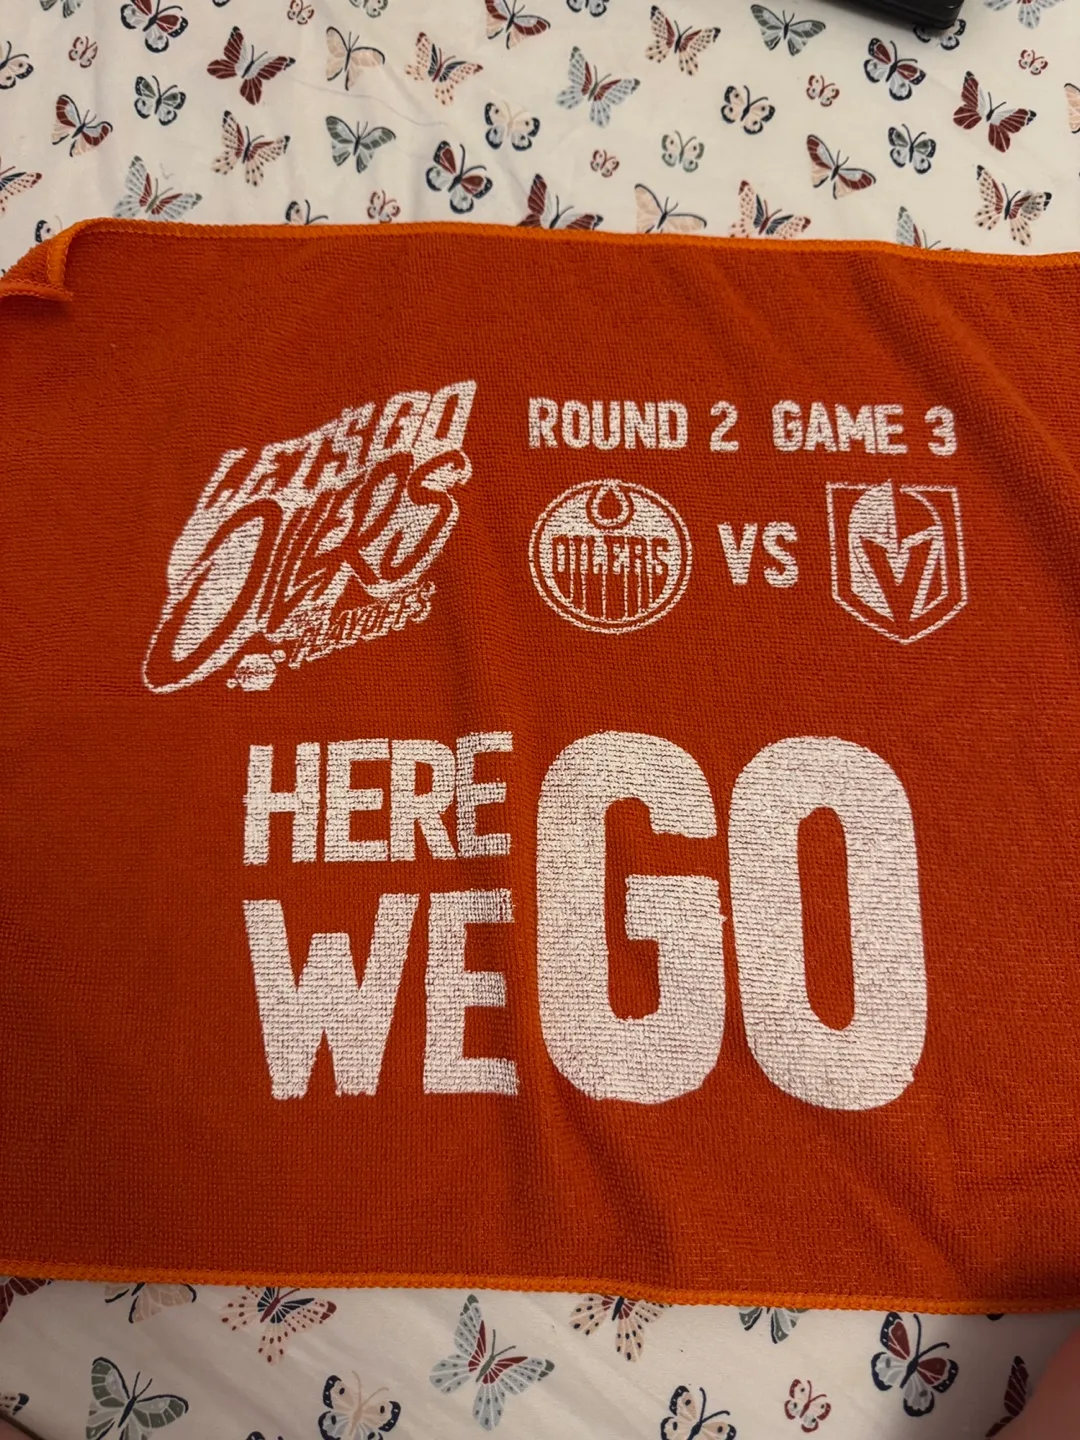 LET'S GO
OILERS
PLAYOFFS
ROUND 2 GAME 3
OILERS
VS
HERE
WE GO